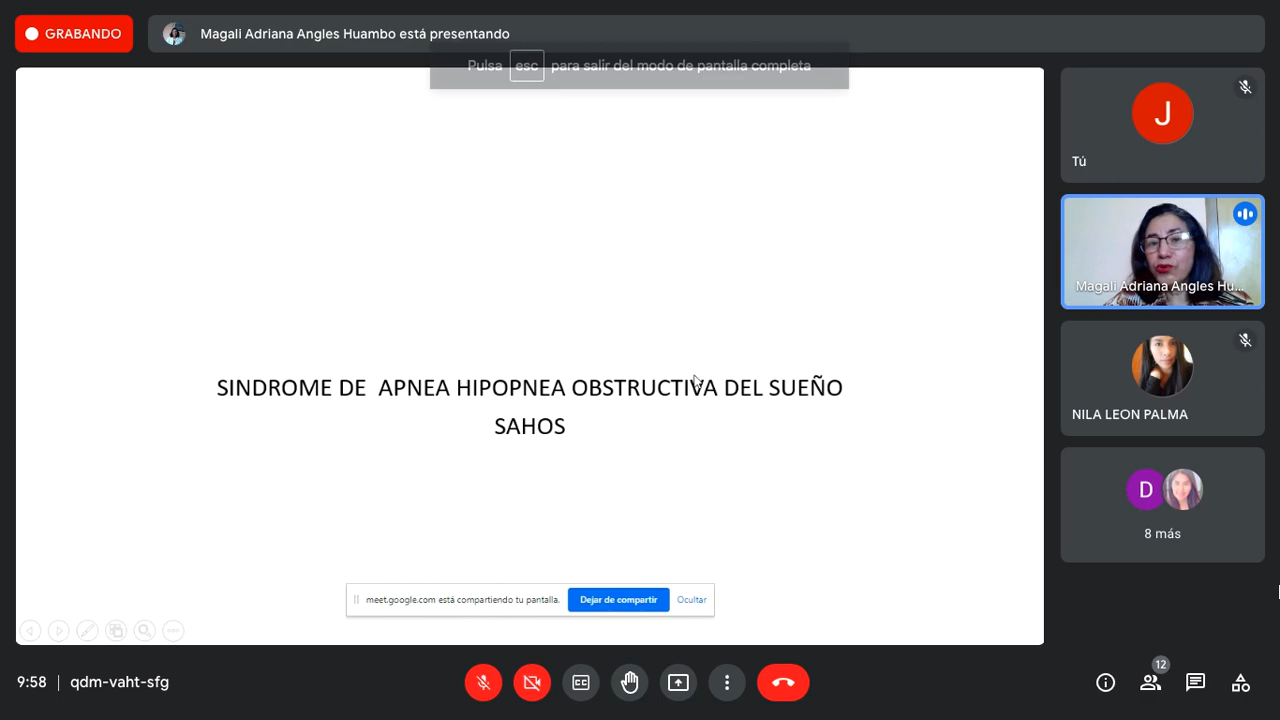 GRABANDO
Magali Adriana Angles Huambo está presentando
Pulsa esc para salir del modo de pantalla completa
J
Tú
Magali Adriana Angles Hu...
SINDROME DE  APNEA HIPOPNEA OBSTRUCTIVA DEL SUEÑO
SAHOS
NILA LEON PALMA
D
8 más
meet.google.com está compartiendo tu pantalla. Dejar de compartir Ocultar
9:58 | qdm-vaht-sfg
CC
12